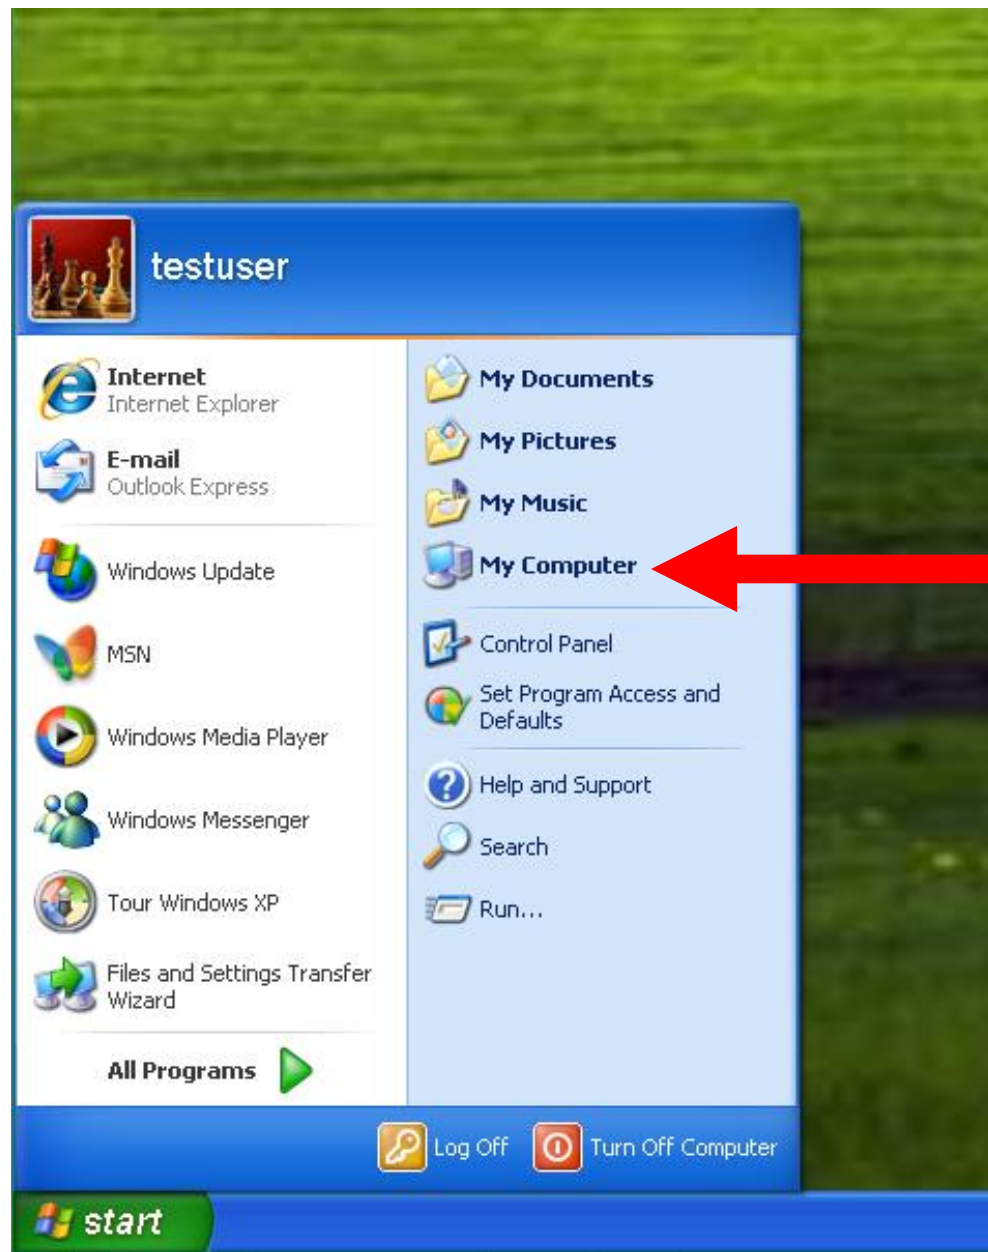 testuser
Internet
Internet Explorer
E-mail
Outlook Express
Windows Update
MSN
Windows Media Player
Windows Messenger
Tour Windows XP
Files and Settings Transfer
Wizard
All Programs
My Documents
My Pictures
My Music
My Computer
Control Panel
Set Program Access and
Defaults
Help and Support
Search
Run...
Log Off
Turn Off Computer
start